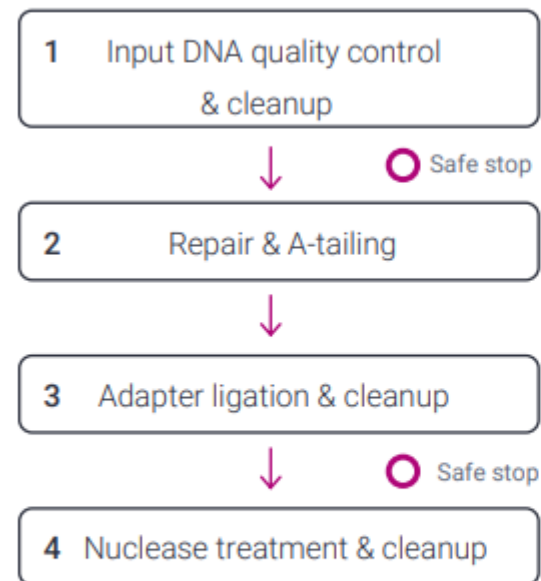 1 Input DNA quality control
& cleanup
Safe stop
2 Repair & A-tailing
3 Adapter ligation & cleanup
Safe stop
4 Nuclease treatment & cleanup